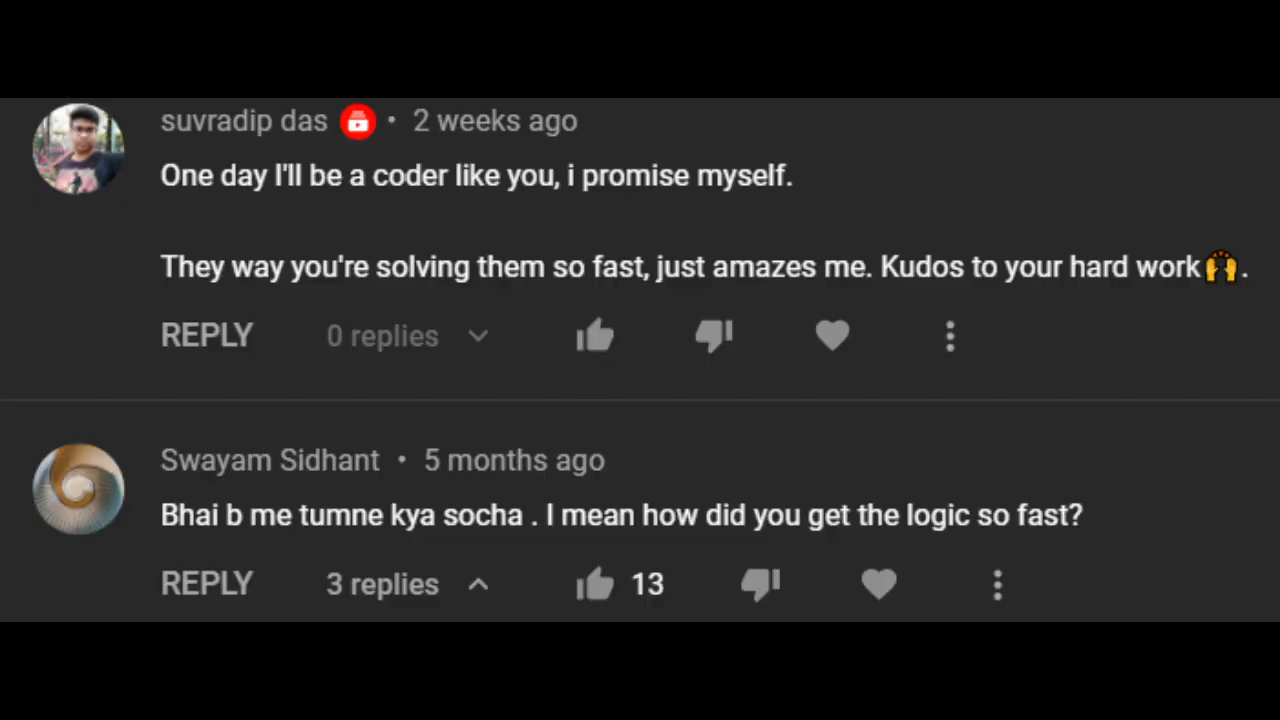 suvradip das • 2 weeks ago
One day I'll be a coder like you, i promise myself.
They way you're solving them so fast, just amazes me. Kudos to your hard work🙌.
REPLY 0 replies
Swayam Sidhant • 5 months ago
Bhai b me tumne kya socha . I mean how did you get the logic so fast?
REPLY 3 replies 13